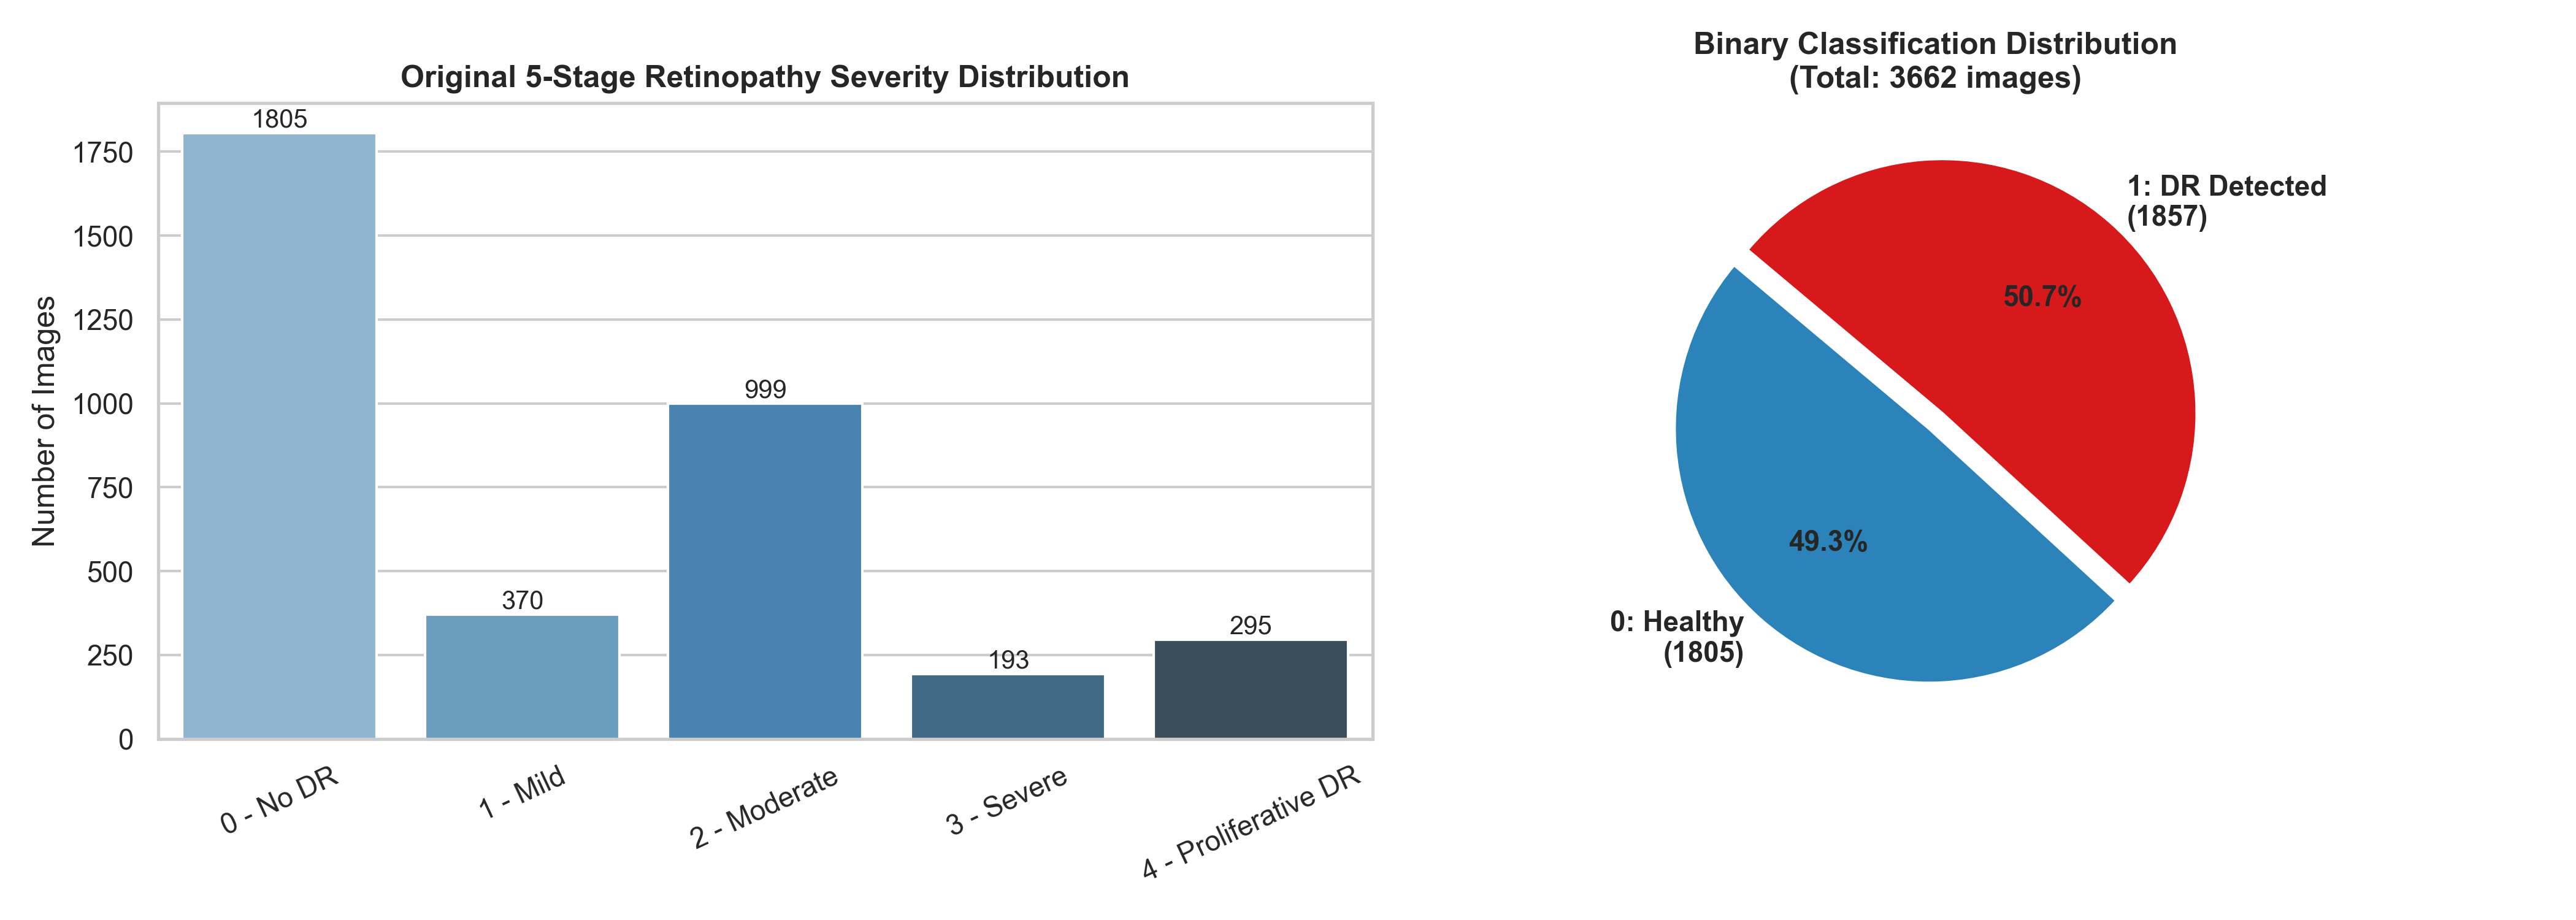 Original 5-Stage Retinopathy Severity Distribution
Number of Images
1750
1500
1250
1000
750
500
250
0
1805
370
999
193
295
0 - No DR
1 - Mild
2 - Moderate
3 - Severe
4 - Proliferative DR
Binary Classification Distribution
(Total: 3662 images)
1: DR Detected
(1857)
50.7%
49.3%
0: Healthy
(1805)